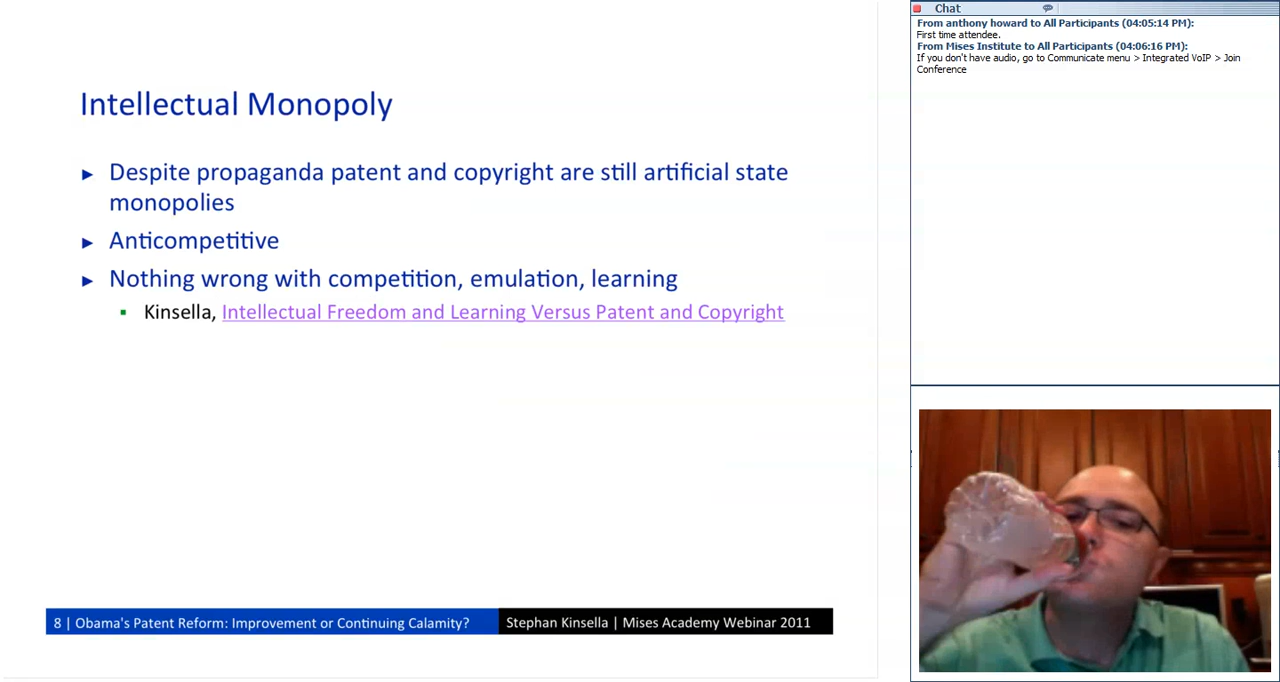 Intellectual Monopoly
► Despite propaganda patent and copyright are still artificial state
monopolies
► Anticompetitive
► Nothing wrong with competition, emulation, learning
▪ Kinsella, Intellectual Freedom and Learning Versus Patent and Copyright
8 | Obama's Patent Reform: Improvement or Continuing Calamity?
Stephan Kinsella | Mises Academy Webinar 2011
Chat
From anthony howard to All Participants (04:05:14 PM):
First time attendee.
From Mises Institute to All Participants (04:06:16 PM):
If you don't have audio, go to Communicate menu > Integrated VoIP > Join
Conference